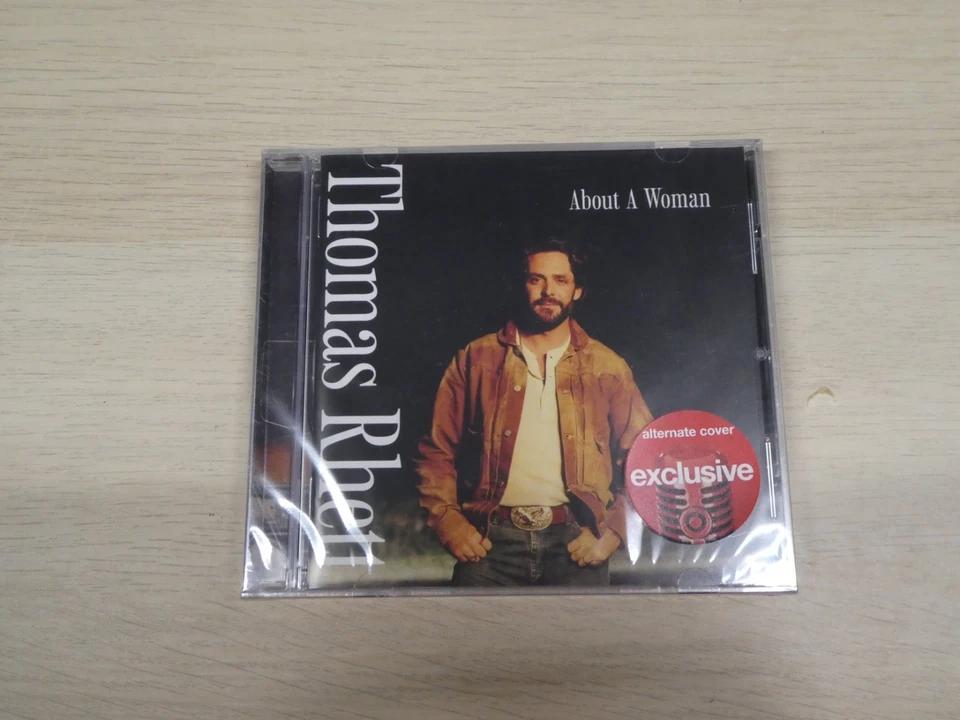 Thomas Rhett
About A Woman
alternate cover
exclusive